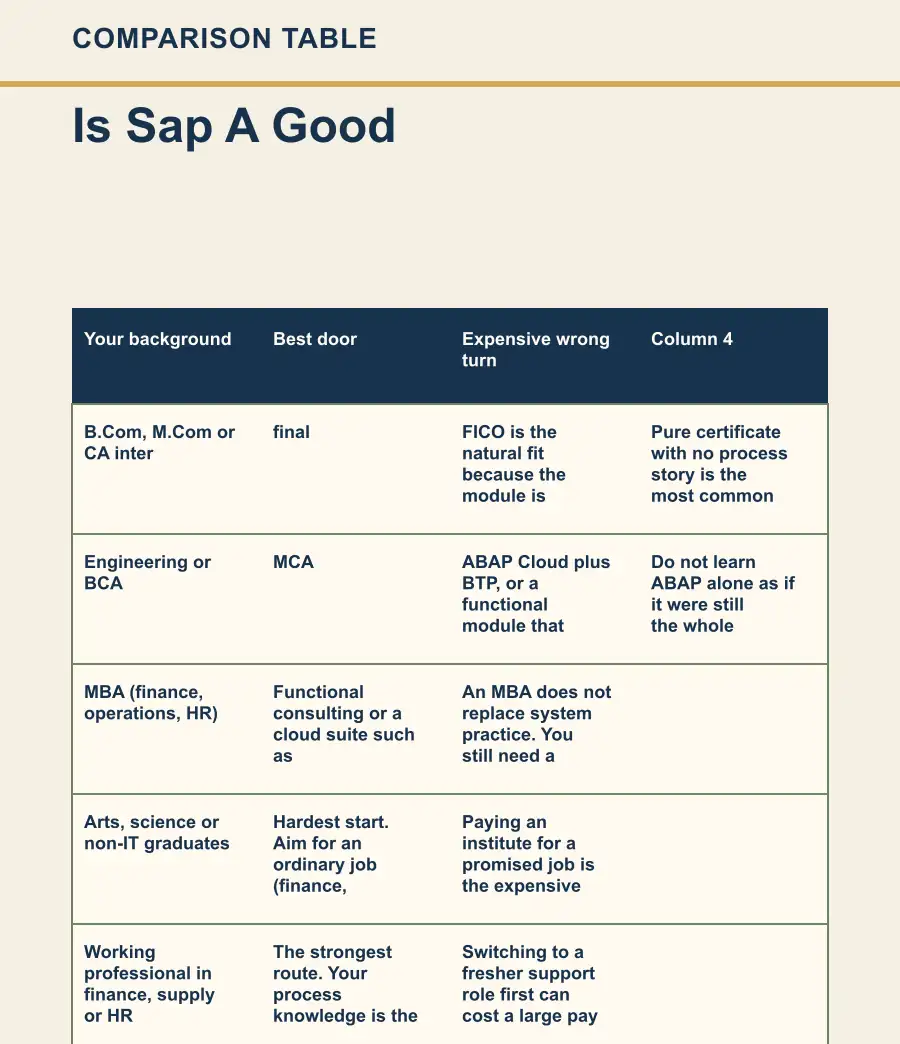 COMPARISON TABLE
Is Sap A Good
Your background
Best door
Expensive wrong
turn
Column 4
B.Com, M.Com or
CA inter
final
FICO is the
natural fit
because the
module is
Pure certificate
with no process
story is the
most common
Engineering or
BCA
MCA
ABAP Cloud plus
BTP, or a
functional
module that
Do not learn
ABAP alone as if
it were still
the whole
MBA (finance,
operations, HR)
Functional
consulting or a
cloud suite such
as
An MBA does not
replace system
practice. You
still need a
Arts, science or
non-IT graduates
Hardest start.
Aim for an
ordinary job
(finance,
Paying an
institute for a
promised job is
the expensive
Working
professional in
finance, supply
or HR
The strongest
route. Your
process
knowledge is the
Switching to a
fresher support
role first can
cost a large pay